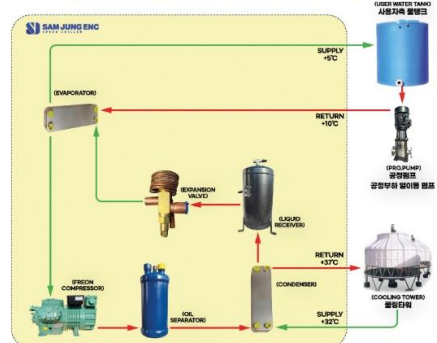 (USER WATER TANK)
사용자측 물탱크
SAM JUNG ENC
SUPPLY
+5℃
(EVAPORATOR)
RETURN
+10℃
(PRO.PUMP)
공정펌프
공정부하 열이동 펌프
(EXPANSION
VALVE)
(LIQUID
RECEIVER)
RETURN
+37℃
(FREON
COMPRESSOR)
(OIL
SEPARATOR)
(CONDENSER)
SUPPLY
+32℃
(COOLING TOWER)
쿨링타워